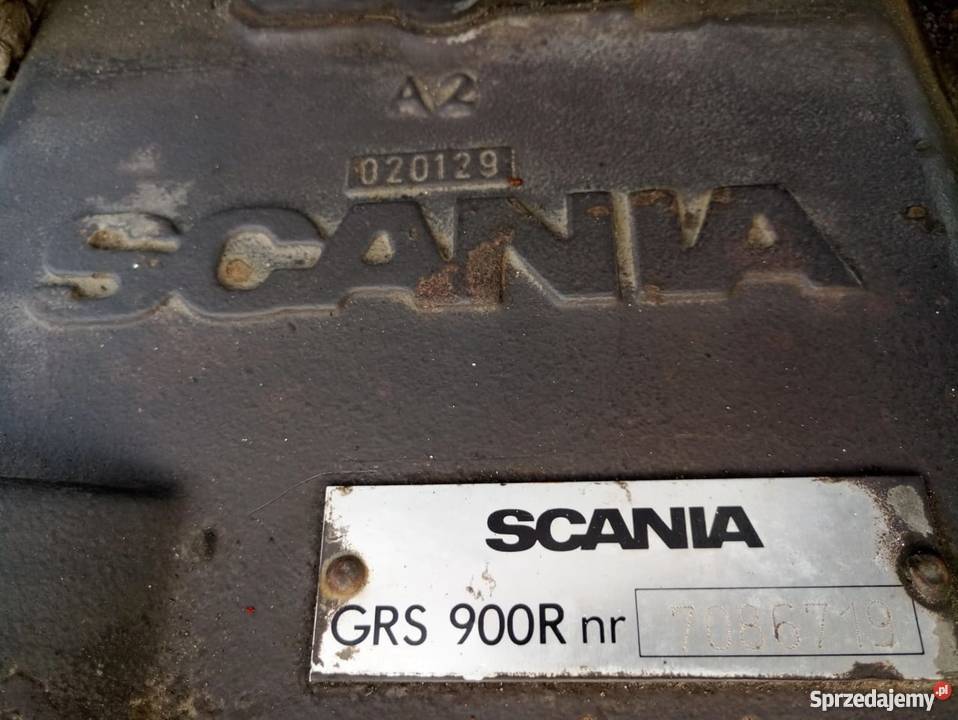 A2
020129
SCANIA
SCANIA
GRS 900R nr 7086719
Sprzedajemy.pl